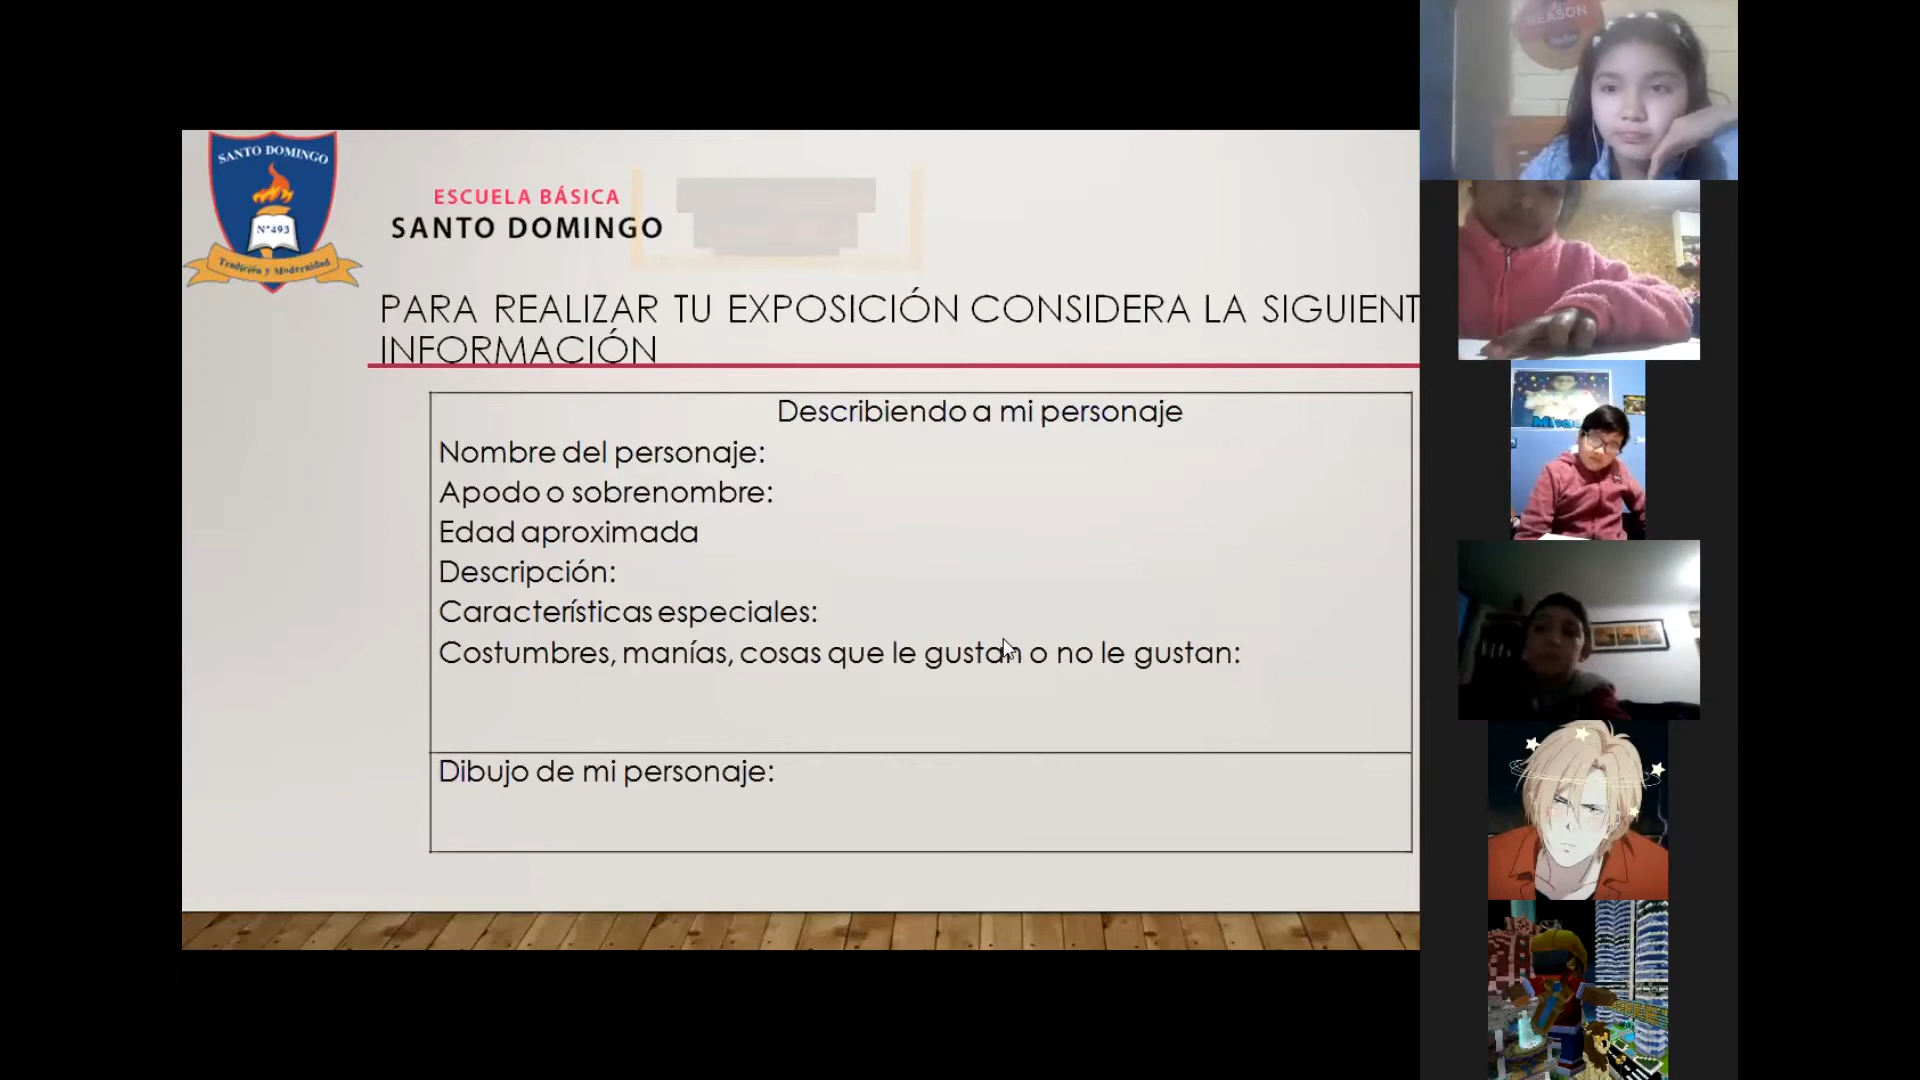 SANTO DOMINGO
N°493
Tradición y Modernidad
ESCUELA BÁSICA
SANTO DOMINGO
PARA REALIZAR TU EXPOSICIÓN CONSIDERA LA SIGUIENT
INFORMACIÓN
Describiendo a mi personaje
Nombre del personaje:
Apodo o sobrenombre:
Edad aproximada
Descripción:
Características especiales:
Costumbres, manías, cosas que le gustan o no le gustan:
Dibujo de mi personaje:
REASON